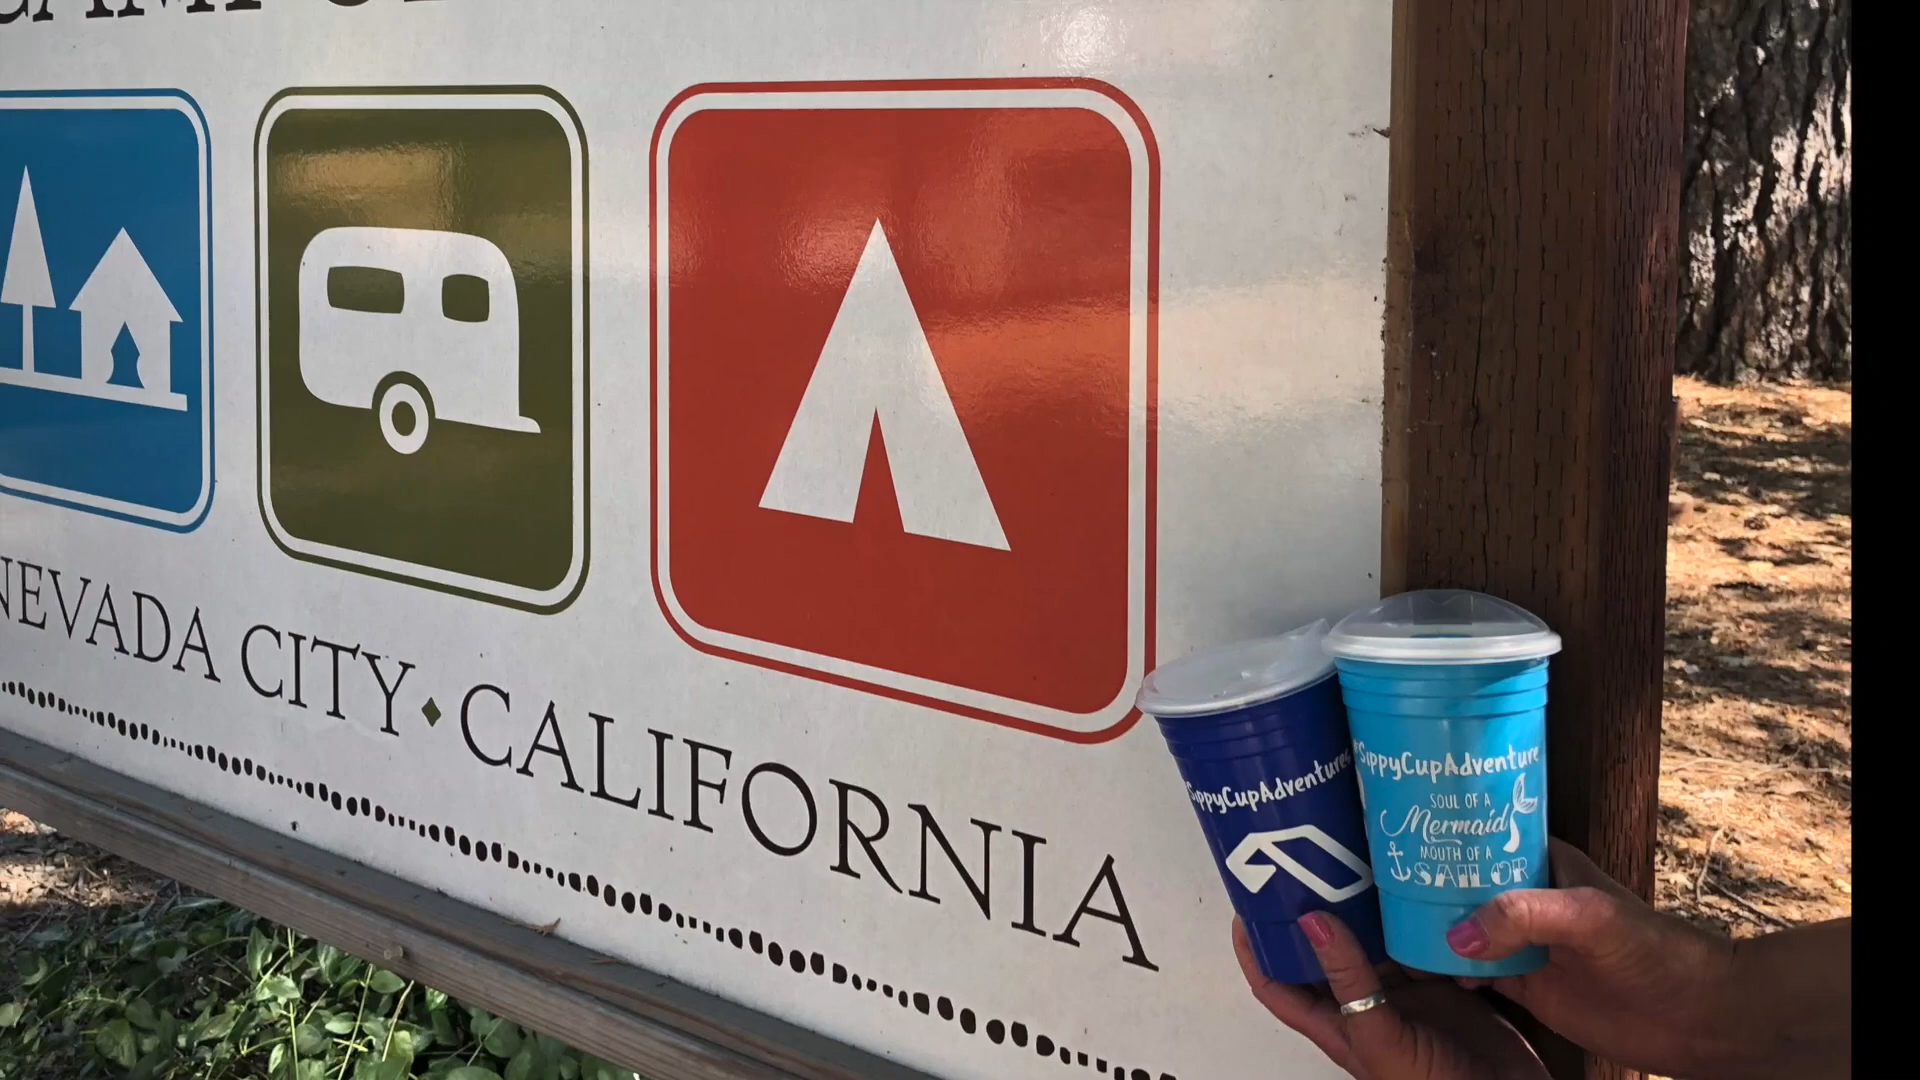 NEVADA CITY • CALIFORNIA
SippyCupAdventures
#SippyCupAdventure
SOUL OF A
Mermaid
MOUTH OF A
SAILOR